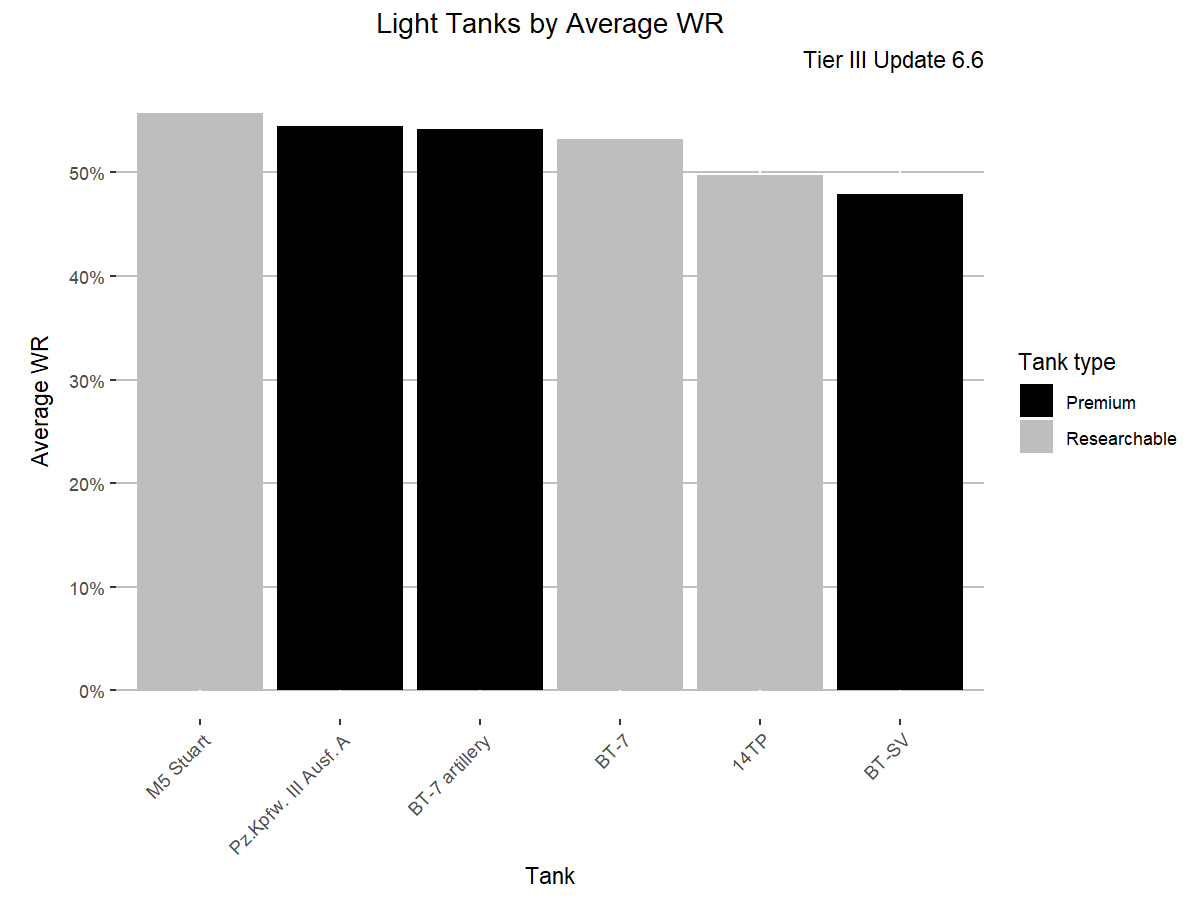 Light Tanks by Average WR
Tier III Update 6.6
Average WR
50%
40%
30%
20%
10%
0%
M5 Stuart
Pz.Kpfw. III Ausf. A
BT-7 artillery
BT-7
14TP
BT-SV
Tank
Tank type
Premium
Researchable